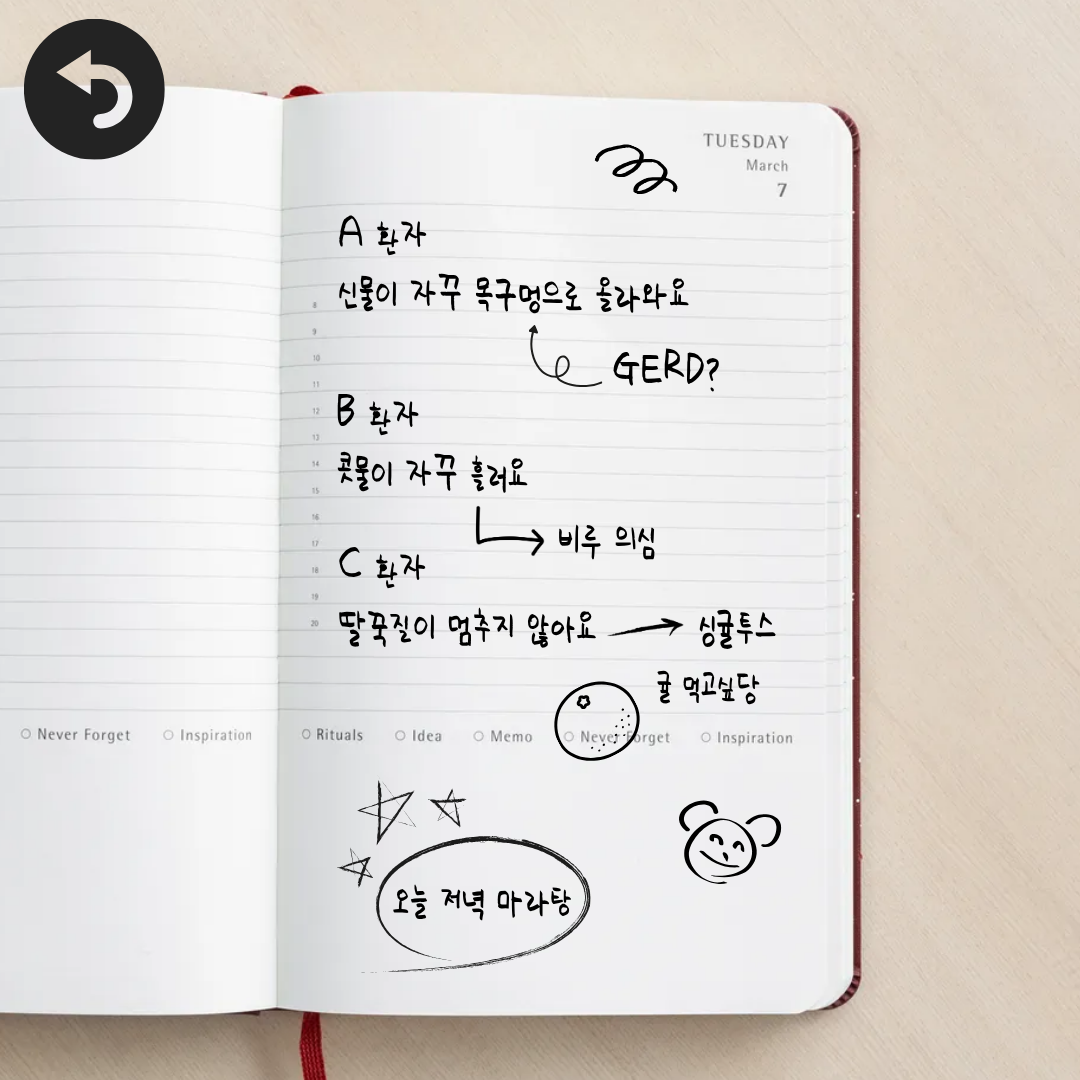 TUESDAY
March
7
A 환자
신물이 자꾸 목구멍으로 올라와요
8
9
GERD?
10
11
B 환자
12
13
콧물이 자꾸 흘러요
14
15
16
비루 의심
17
C 환자
18
19
20
딸꾹질이 멈추지 않아요 싱귤투스
귤 먹고싶당
Never Forget Inspiration
Rituals Idea Memo Never Forget Inspiration
오늘 저녁 마라탕